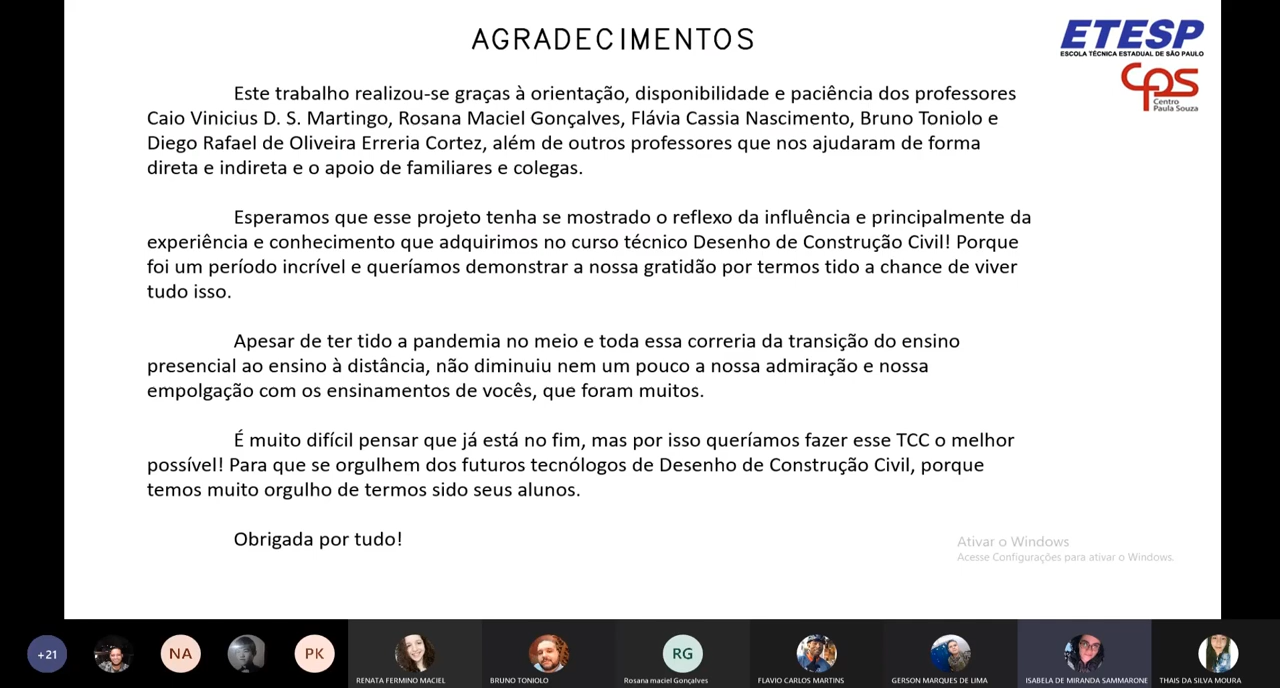 AGRADECIMENTOS
ETESP
ESCOLA TÉCNICA ESTADUAL DE SÃO PAULO
CPS
Centro
Paula Souza
Este trabalho realizou-se graças à orientação, disponibilidade e paciência dos professores
Caio Vinicius D. S. Martingo, Rosana Maciel Gonçalves, Flávia Cassia Nascimento, Bruno Toniolo e
Diego Rafael de Oliveira Erreria Cortez, além de outros professores que nos ajudaram de forma
direta e indireta e o apoio de familiares e colegas.
Esperamos que esse projeto tenha se mostrado o reflexo da influência e principalmente da
experiência e conhecimento que adquirimos no curso técnico Desenho de Construção Civil! Porque
foi um período incrível e queríamos demonstrar a nossa gratidão por termos tido a chance de viver
tudo isso.
Apesar de ter tido a pandemia no meio e toda essa correria da transição do ensino
presencial ao ensino à distância, não diminuiu nem um pouco a nossa admiração e nossa
empolgação com os ensinamentos de vocês, que foram muitos.
É muito difícil pensar que já está no fim, mas por isso queríamos fazer esse TCC o melhor
possível! Para que se orgulhem dos futuros tecnólogos de Desenho de Construção Civil, porque
temos muito orgulho de termos sido seus alunos.
Obrigada por tudo!
Ativar o Windows
Acesse Configurações para ativar o Windows.
+21
NA
PK
RG
RENATA FERMINO MACIEL
BRUNO TONIOLO
Rosana maciel Gonçalves
FLAVIO CARLOS MARTINS
GERSON MARQUES DE LIMA
ISABELA DE MIRANDA SAMMARONE
THAIS DA SILVA MOURA